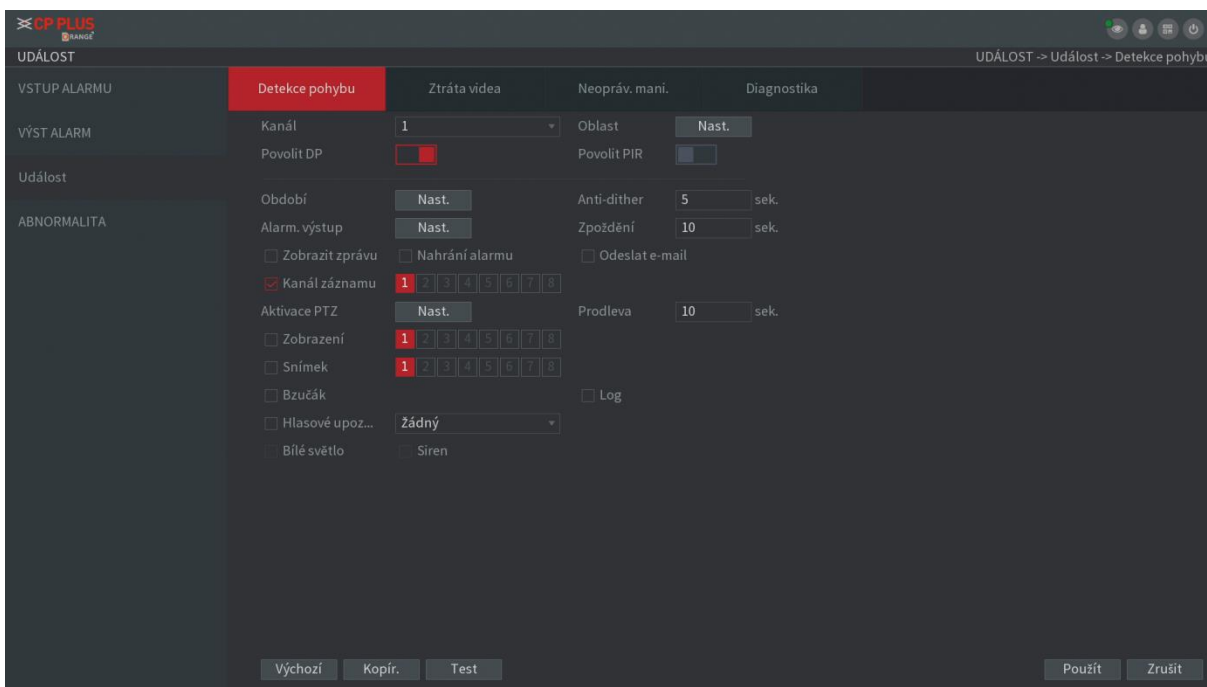 CP PLUS
ORANGE
UDÁLOST UDÁLOST -> Událost -> Detekce pohybu
VSTUP ALARMU
VÝST ALARM
Událost
ABNORMALITA
Detekce pohybu Ztráta videa Neopráv. mani. Diagnostika
Kanál 1 Oblast Nast.
Povolit DP Povolit PIR
Období Nast. Anti-dither 5 sek.
Alarm. výstup Nast. Zpoždění 10 sek.
Zobrazit zprávu Nahrání alarmu Odeslat e-mail
Kanál záznamu 1 2 3 4 5 6 7 8
Aktivace PTZ Nast. Prodleva 10 sek.
Zobrazení 1 2 3 4 5 6 7 8
Snímek 1 2 3 4 5 6 7 8
Bzučák Log
Hlasové upoz... Žádný
Bílé světlo Siren
Výchozí Kopír. Test Použít Zrušit